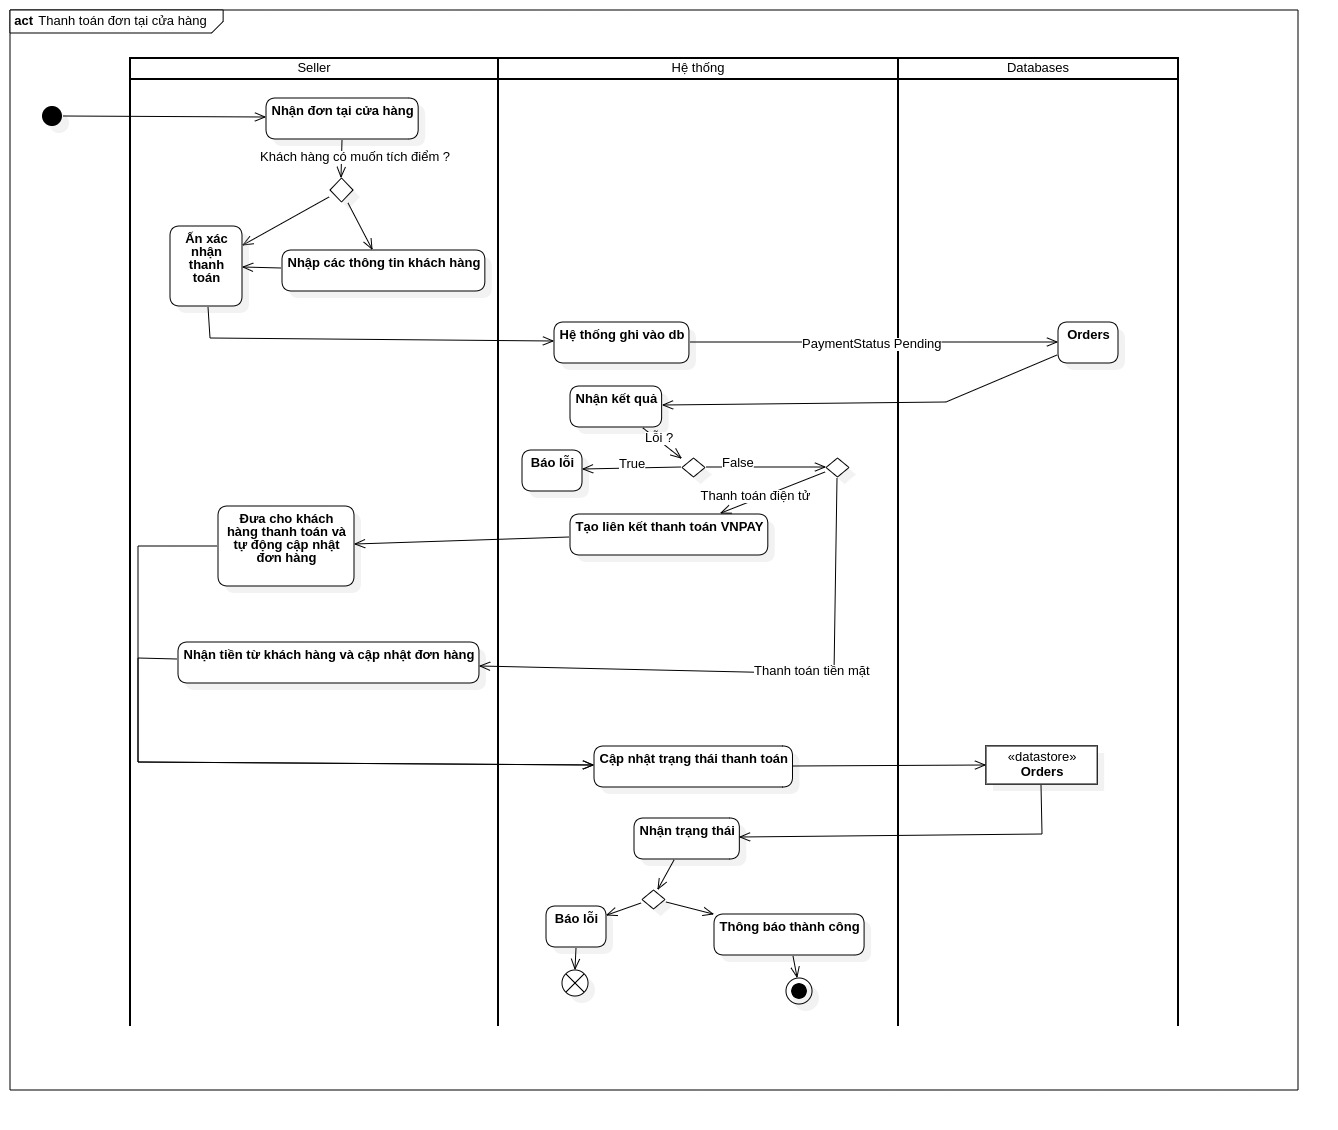 act Thanh toán đơn tại cửa hàng
Seller
Hệ thống
Databases
Nhận đơn tại cửa hàng
Khách hàng có muốn tích điểm ?
Ấn xác
nhận
thanh
toán
Nhập các thông tin khách hàng
Hệ thống ghi vào db
PaymentStatus Pending
Orders
Nhận kết quả
Lỗi ?
Báo lỗi
True
False
Thanh toán điện tử
Tạo liên kết thanh toán VNPAY
Đưa cho khách
hàng thanh toán và
tự động cập nhật
đơn hàng
Nhận tiền từ khách hàng và cập nhật đơn hàng
Thanh toán tiền mặt
Cập nhật trạng thái thanh toán
«datastore»
Orders
Nhận trạng thái
Báo lỗi
Thông báo thành công